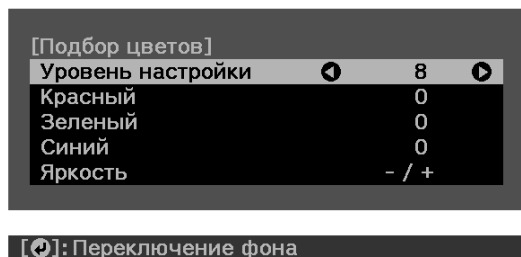 [Подбор цветов]
Уровень настройки 8
Красный 0
Зеленый 0
Синий 0
Яркость - / +
[↵]: Переключение фона